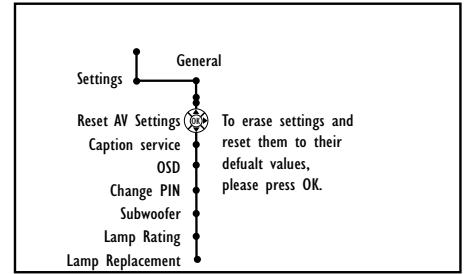 General
Settings
Reset AV Settings OK To erase settings and
Caption service reset them to their
OSD defualt values,
Change PIN please press OK.
Subwoofer
Lamp Rating
Lamp Replacement